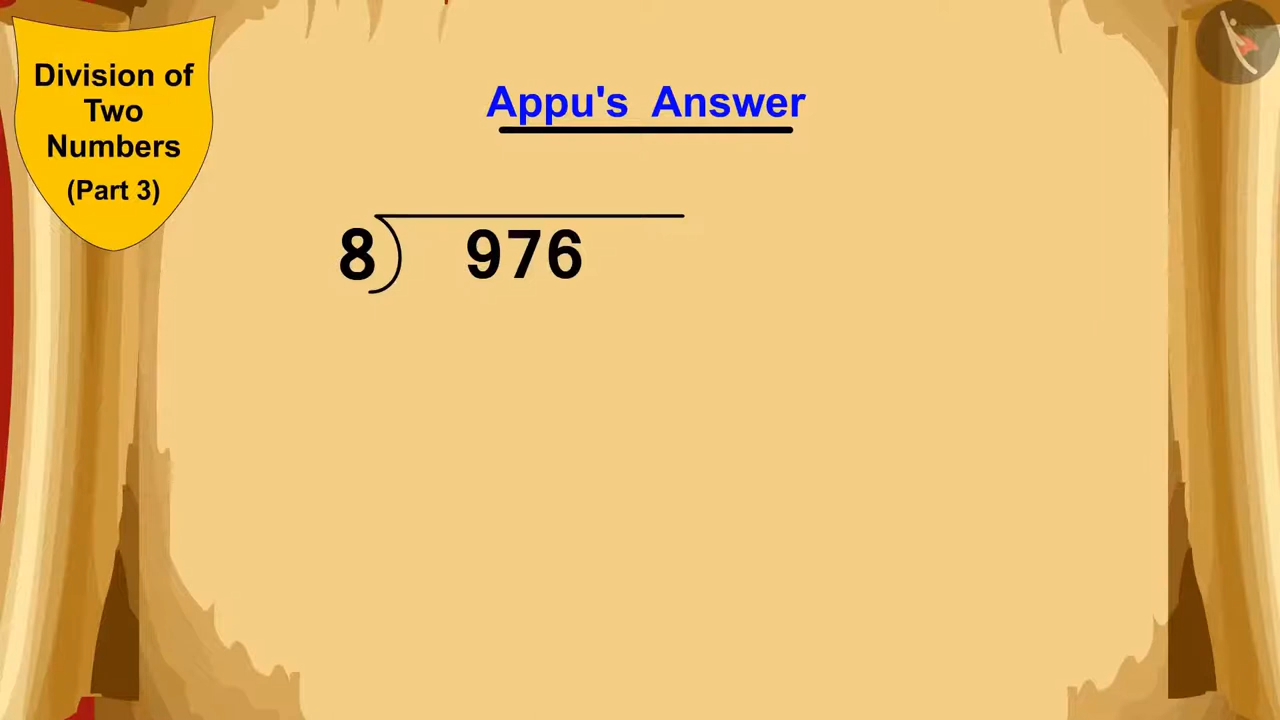 Division of
Two
Numbers
(Part 3)
Appu's Answer
8) 976